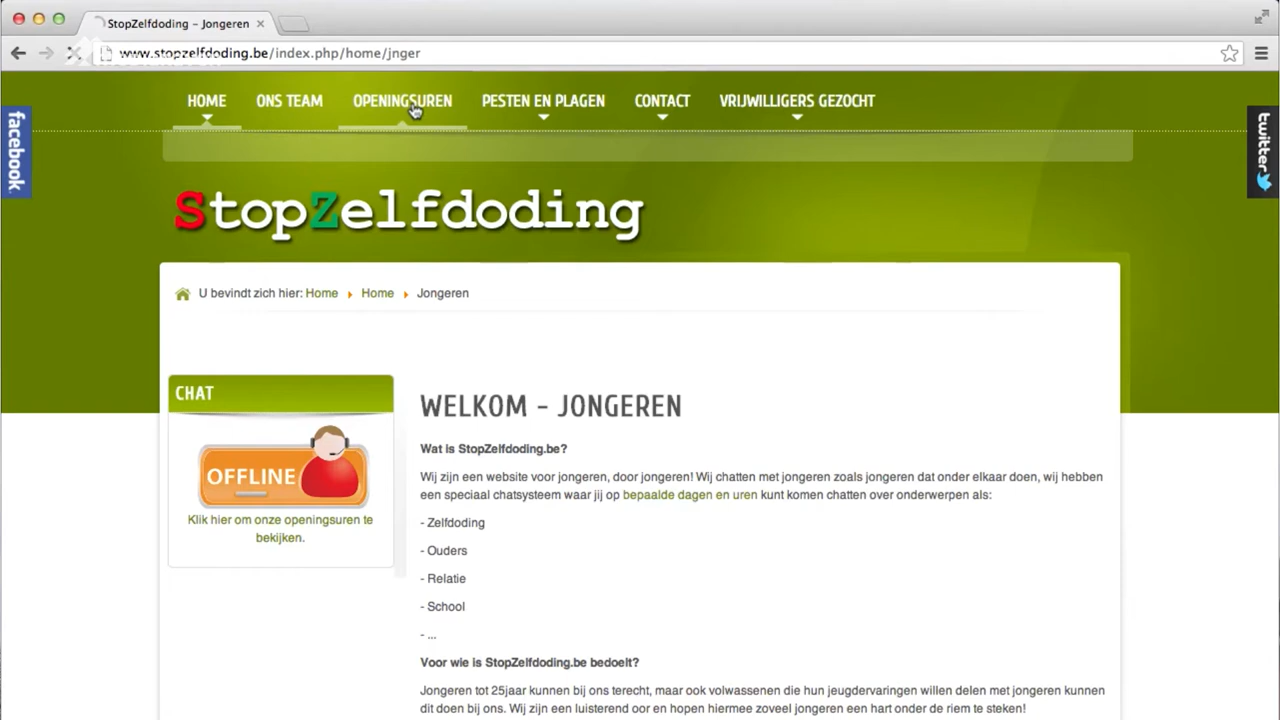 StopZelfdoding - Jongeren
www.stopzelfdoding.be/index.php/home/jnger
HOME ONS TEAM OPENINGSUREN PESTEN EN PLAGEN CONTACT VRIJWILLIGERS GEZOCHT
facebook
twitter
StopZelfdoding
U bevindt zich hier: Home Home Jongeren
CHAT
OFFLINE
Klik hier om onze openingsuren te
bekijken.
WELKOM - JONGEREN
Wat is StopZelfdoding.be?
Wij zijn een website voor jongeren, door jongeren! Wij chatten met jongeren zoals jongeren dat onder elkaar doen, wij hebben
een speciaal chatsysteem waar jij op bepaalde dagen en uren kunt komen chatten over onderwerpen als:
- Zelfdoding
- Ouders
- Relatie
- School
- ...
Voor wie is StopZelfdoding.be bedoelt?
Jongeren tot 25jaar kunnen bij ons terecht, maar ook volwassenen die hun jeugdervaringen willen delen met jongeren kunnen
dit doen bij ons. Wij zijn een luisterend oor en hopen hiermee zoveel jongeren een hart onder de riem te steken!